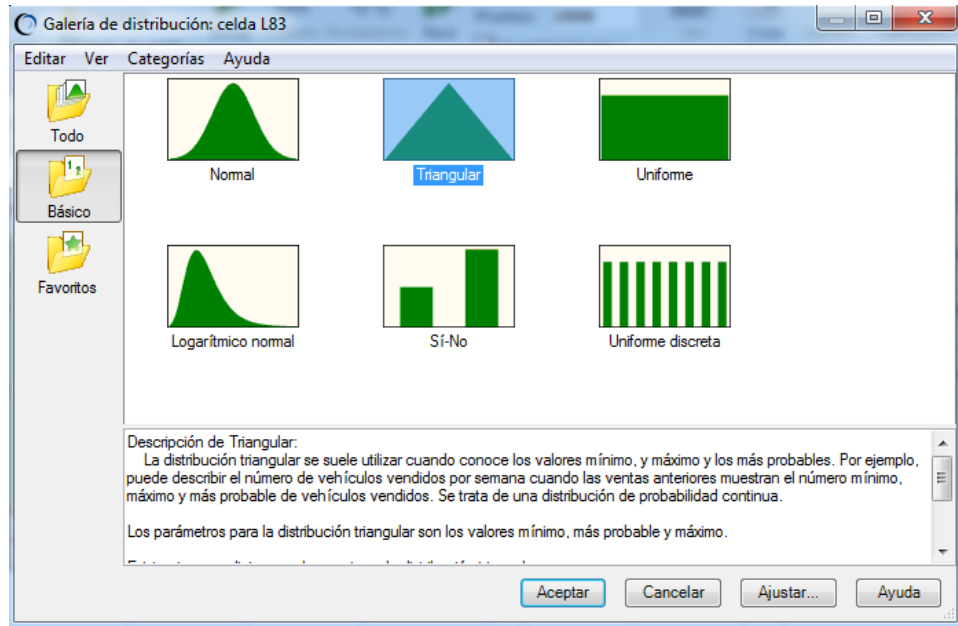 Galería de distribución: celda L83
Editar Ver Categorías Ayuda
Todo
Básico
Favoritos
Normal
Triangular
Uniforme
Logarítmico normal
Sí-No
Uniforme discreta
Descripción de Triangular:
La distribución triangular se suele utilizar cuando conoce los valores mínimo, y máximo y los más probables. Por ejemplo,
puede describir el número de vehículos vendidos por semana cuando las ventas anteriores muestran el número mínimo,
máximo y más probable de vehículos vendidos. Se trata de una distribución de probabilidad continua.
Los parámetros para la distribución triangular son los valores mínimo, más probable y máximo.
Aceptar Cancelar Ajustar... Ayuda